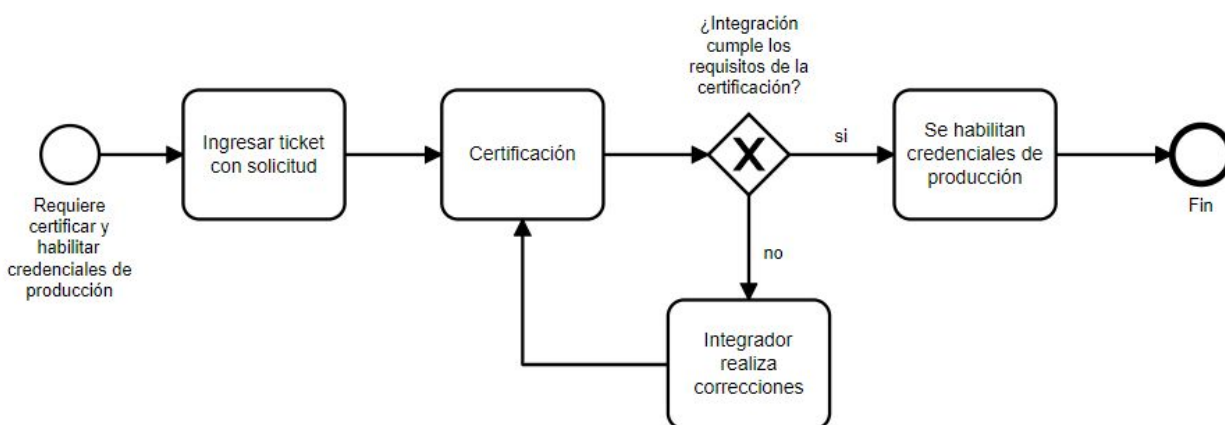 Requiere
certificar y
habilitar
credenciales de
producción
Ingresar ticket
con solicitud
Certificación
¿Integración
cumple los
requisitos de la
certificación?
si
no
Integrador
realiza
correcciones
Se habilitan
credenciales de
producción
Fin